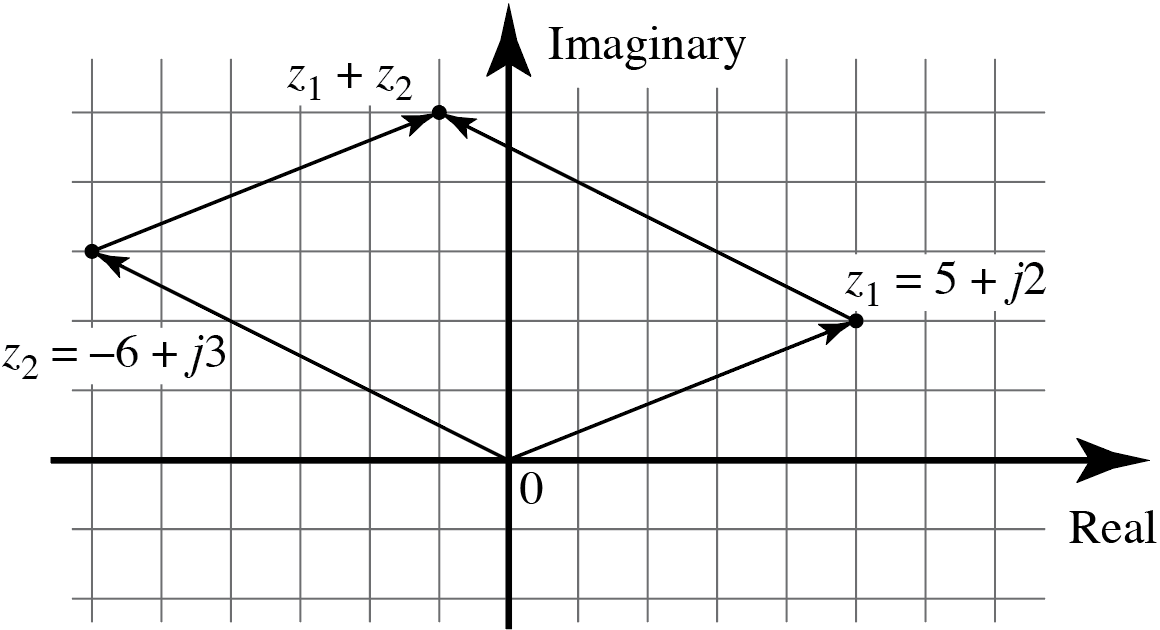 Imaginary
z₁ + z₂
z₁ = 5 + j2
z₂ = −6 + j3
0
Real